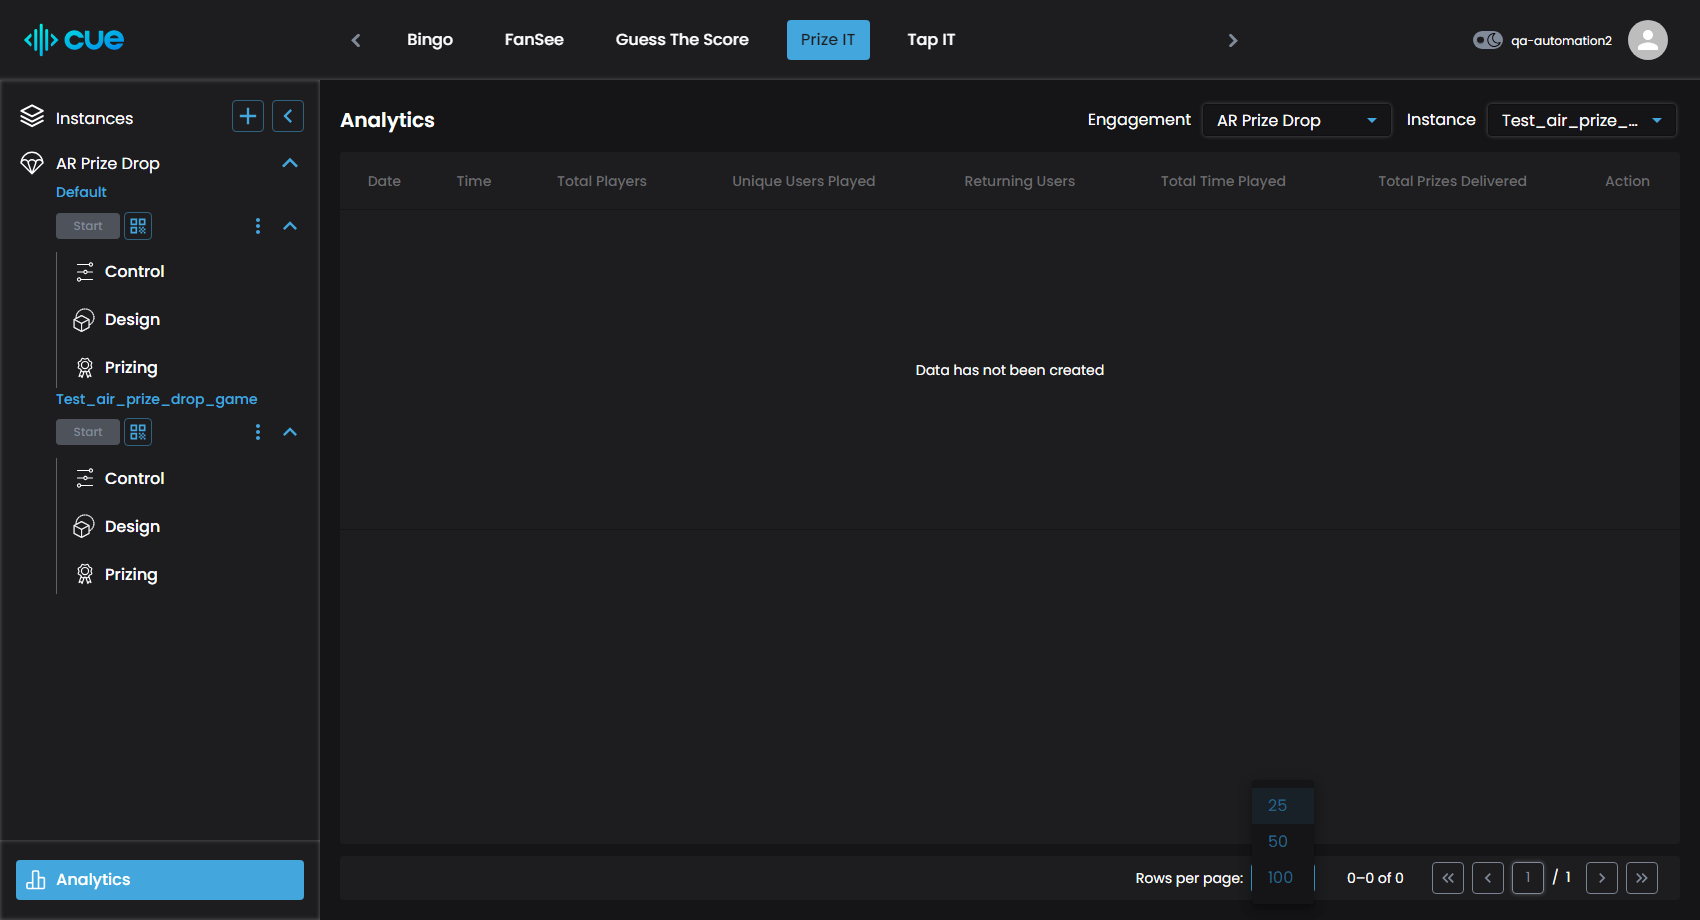 cue
Bingo
FanSee
Guess The Score
Prize IT
Tap IT
qa-automation2
Instances
AR Prize Drop
Default
Start
Control
Design
Prizing
Test_air_prize_drop_game
Start
Control
Design
Prizing
Analytics
Analytics
Engagement
AR Prize Drop
Instance
Test_air_prize_...
Date Time Total Players Unique Users Played Returning Users Total Time Played Total Prizes Delivered Action
Data has not been created
25
50
100
Rows per page:
0–0 of 0
1 / 1